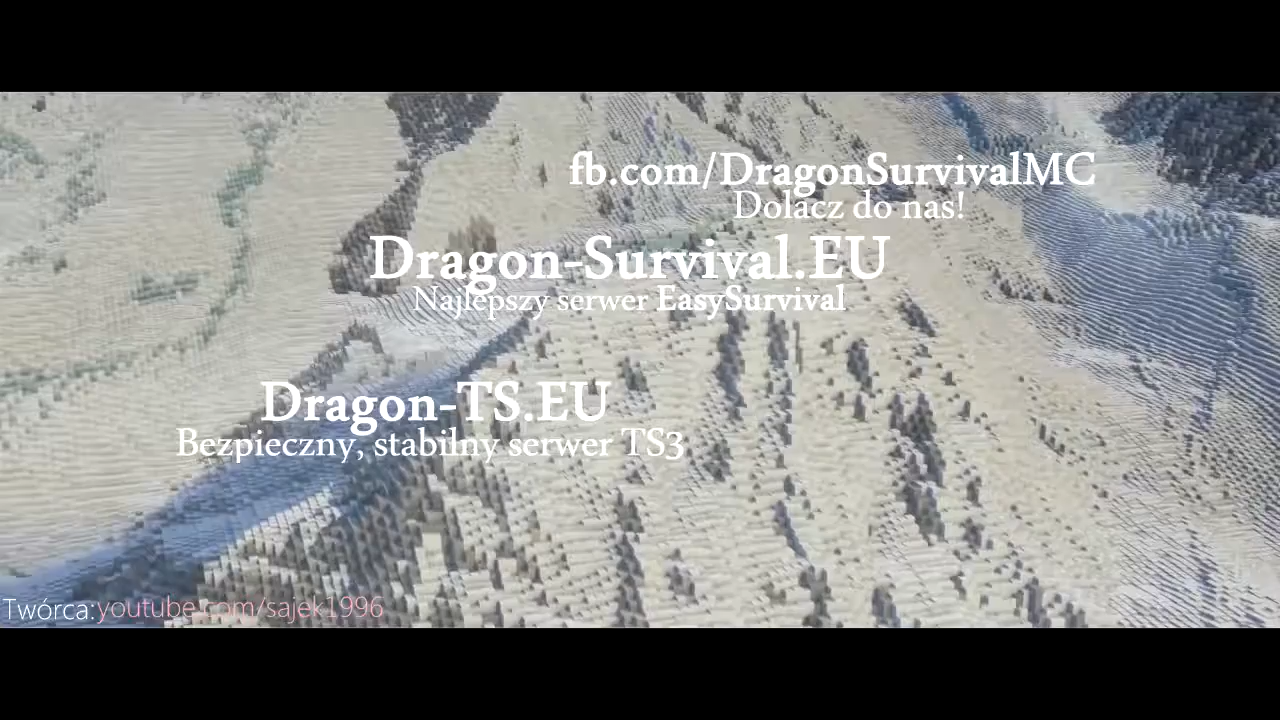 fb.com/DragonSurvivalMC
Dołącz do nas!
Dragon-Survival.EU
Najlepszy serwer EasySurvival
Dragon-TS.EU
Bezpieczny, stabilny serwer TS3
Twórca:youtube.com/sajek1996